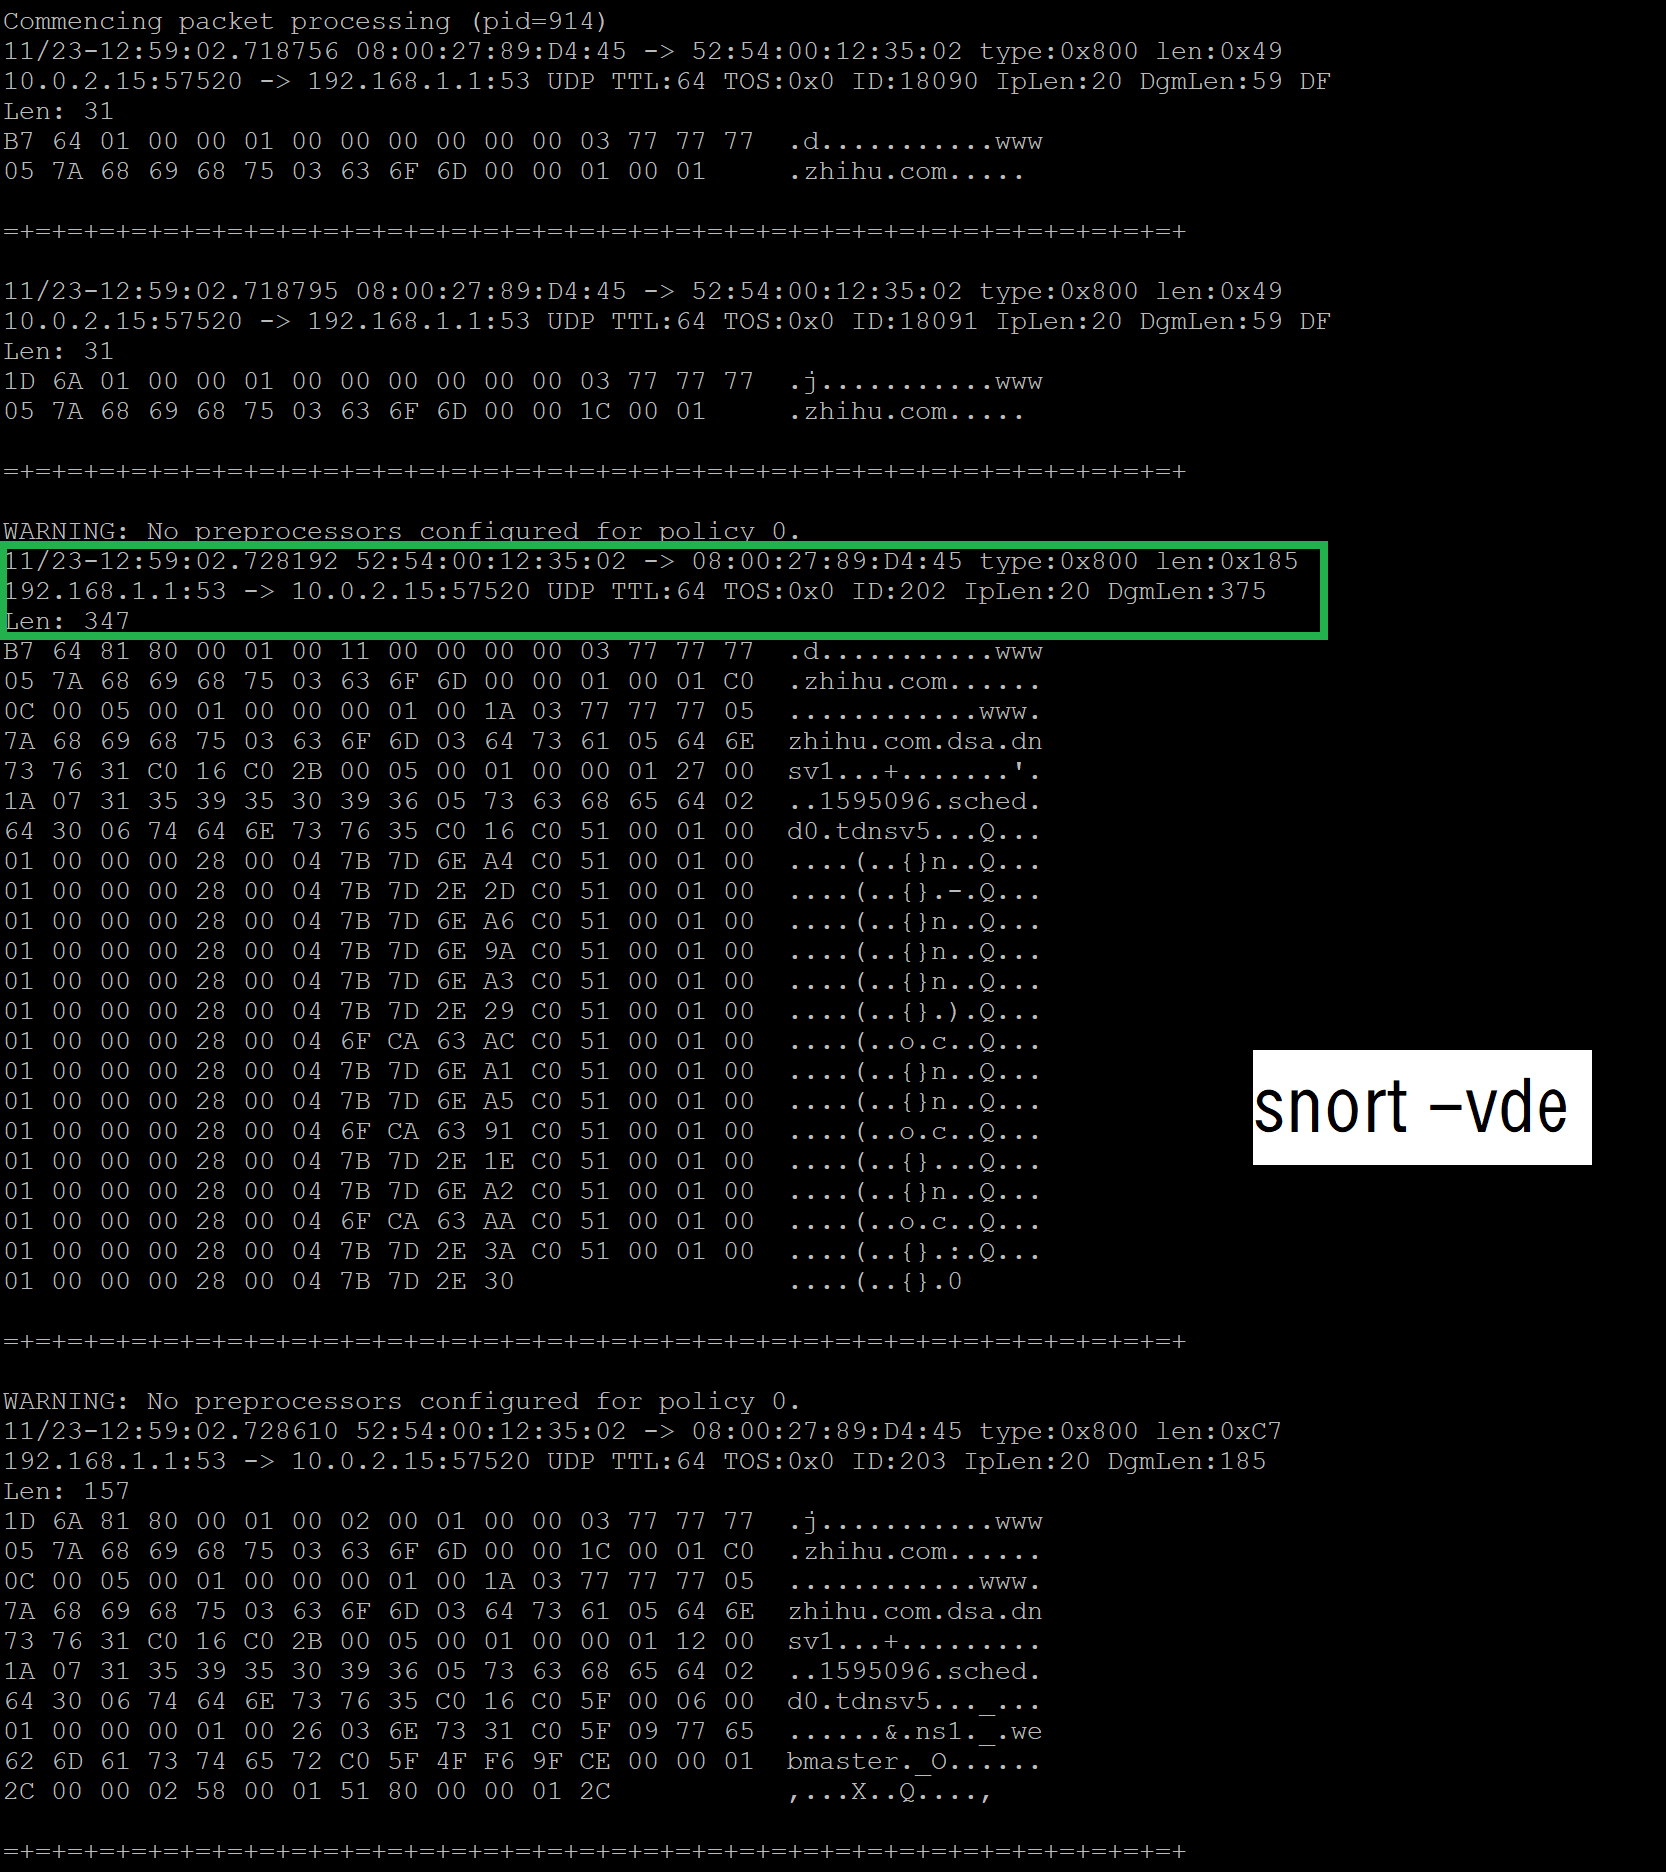 Commencing packet processing (pid=914)
11/23-12:59:02.718756 08:00:27:89:D4:45 -> 52:54:00:12:35:02 type:0x800 len:0x49
10.0.2.15:57520 -> 192.168.1.1:53 UDP TTL:64 TOS:0x0 ID:18090 IpLen:20 DgmLen:59 DF
Len: 31
B7 64 01 00 00 01 00 00 00 00 00 00 03 77 77 77  .d...........www
05 7A 68 69 68 75 03 63 6F 6D 00 00 01 00 01     .zhihu.com.....
=+=+=+=+=+=+=+=+=+=+=+=+=+=+=+=+=+=+=+=+=+=+=+=+=+=+=+=+=+=+=+=+=+=+=+=+=+
11/23-12:59:02.718795 08:00:27:89:D4:45 -> 52:54:00:12:35:02 type:0x800 len:0x49
10.0.2.15:57520 -> 192.168.1.1:53 UDP TTL:64 TOS:0x0 ID:18091 IpLen:20 DgmLen:59 DF
Len: 31
1D 6A 01 00 00 01 00 00 00 00 00 00 03 77 77 77  .j...........www
05 7A 68 69 68 75 03 63 6F 6D 00 00 1C 00 01     .zhihu.com.....
=+=+=+=+=+=+=+=+=+=+=+=+=+=+=+=+=+=+=+=+=+=+=+=+=+=+=+=+=+=+=+=+=+=+=+=+=+
WARNING: No preprocessors configured for policy 0.
11/23-12:59:02.728192 52:54:00:12:35:02 -> 08:00:27:89:D4:45 type:0x800 len:0x185
192.168.1.1:53 -> 10.0.2.15:57520 UDP TTL:64 TOS:0x0 ID:202 IpLen:20 DgmLen:375
Len: 347
B7 64 81 80 00 01 00 11 00 00 00 00 03 77 77 77  .d...........www
05 7A 68 69 68 75 03 63 6F 6D 00 00 01 00 01 C0  .zhihu.com......
0C 00 05 00 01 00 00 00 01 00 1A 03 77 77 77 05  ............www.
7A 68 69 68 75 03 63 6F 6D 03 64 73 61 05 64 6E  zhihu.com.dsa.dn
73 76 31 C0 16 C0 2B 00 05 00 01 00 00 01 27 00  sv1...+.......'.
1A 07 31 35 39 35 30 39 36 05 73 63 68 65 64 02  ..1595096.sched.
64 30 06 74 64 6E 73 76 35 C0 16 C0 51 00 01 00  d0.tdnsv5...Q...
01 00 00 00 28 00 04 7B 7D 6E A4 C0 51 00 01 00  ....(..{}n..Q...
01 00 00 00 28 00 04 7B 7D 2E 2D C0 51 00 01 00  ....(..{}.-.Q...
01 00 00 00 28 00 04 7B 7D 6E A6 C0 51 00 01 00  ....(..{}n..Q...
01 00 00 00 28 00 04 7B 7D 6E 9A C0 51 00 01 00  ....(..{}n..Q...
01 00 00 00 28 00 04 7B 7D 6E A3 C0 51 00 01 00  ....(..{}n..Q...
01 00 00 00 28 00 04 7B 7D 2E 29 C0 51 00 01 00  ....(..{}.).Q...
01 00 00 00 28 00 04 6F CA 63 AC C0 51 00 01 00  ....(..o.c..Q...
01 00 00 00 28 00 04 7B 7D 6E A1 C0 51 00 01 00  ....(..{}n..Q...
01 00 00 00 28 00 04 7B 7D 6E A5 C0 51 00 01 00  ....(..{}n..Q...
01 00 00 00 28 00 04 6F CA 63 91 C0 51 00 01 00  ....(..o.c..Q...
01 00 00 00 28 00 04 7B 7D 2E 1E C0 51 00 01 00  ....(..{}...Q...
01 00 00 00 28 00 04 7B 7D 6E A2 C0 51 00 01 00  ....(..{}n..Q...
01 00 00 00 28 00 04 6F CA 63 AA C0 51 00 01 00  ....(..o.c..Q...
01 00 00 00 28 00 04 7B 7D 2E 3A C0 51 00 01 00  ....(..{}.:.Q...
01 00 00 00 28 00 04 7B 7D 2E 30                 ....(..{}.0
snort –vde
=+=+=+=+=+=+=+=+=+=+=+=+=+=+=+=+=+=+=+=+=+=+=+=+=+=+=+=+=+=+=+=+=+=+=+=+=+
WARNING: No preprocessors configured for policy 0.
11/23-12:59:02.728610 52:54:00:12:35:02 -> 08:00:27:89:D4:45 type:0x800 len:0xC7
192.168.1.1:53 -> 10.0.2.15:57520 UDP TTL:64 TOS:0x0 ID:203 IpLen:20 DgmLen:185
Len: 157
1D 6A 81 80 00 01 00 02 00 01 00 00 03 77 77 77  .j...........www
05 7A 68 69 68 75 03 63 6F 6D 00 00 1C 00 01 C0  .zhihu.com......
0C 00 05 00 01 00 00 00 01 00 1A 03 77 77 77 05  ............www.
7A 68 69 68 75 03 63 6F 6D 03 64 73 61 05 64 6E  zhihu.com.dsa.dn
73 76 31 C0 16 C0 2B 00 05 00 01 00 00 01 12 00  sv1...+.........
1A 07 31 35 39 35 30 39 36 05 73 63 68 65 64 02  ..1595096.sched.
64 30 06 74 64 6E 73 76 35 C0 16 C0 5F 00 06 00  d0.tdnsv5..._...
01 00 00 00 01 00 26 03 6E 73 31 C0 5F 09 77 65  ......&.ns1._.we
62 6D 61 73 74 65 72 C0 5F 4F F6 9F CE 00 00 01  bmaster._O......
2C 00 00 02 58 00 01 51 80 00 00 01 2C           ,...X..Q....,
=+=+=+=+=+=+=+=+=+=+=+=+=+=+=+=+=+=+=+=+=+=+=+=+=+=+=+=+=+=+=+=+=+=+=+=+=+